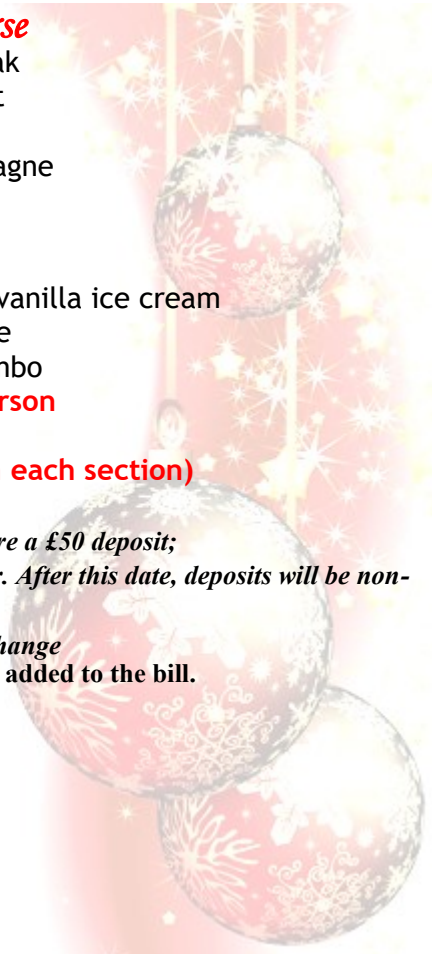 rse
ak
t
agne
vanilla ice cream
e
nbo
rson
each section)
re a £50 deposit;
r. After this date, deposits will be non-
hange
added to the bill.